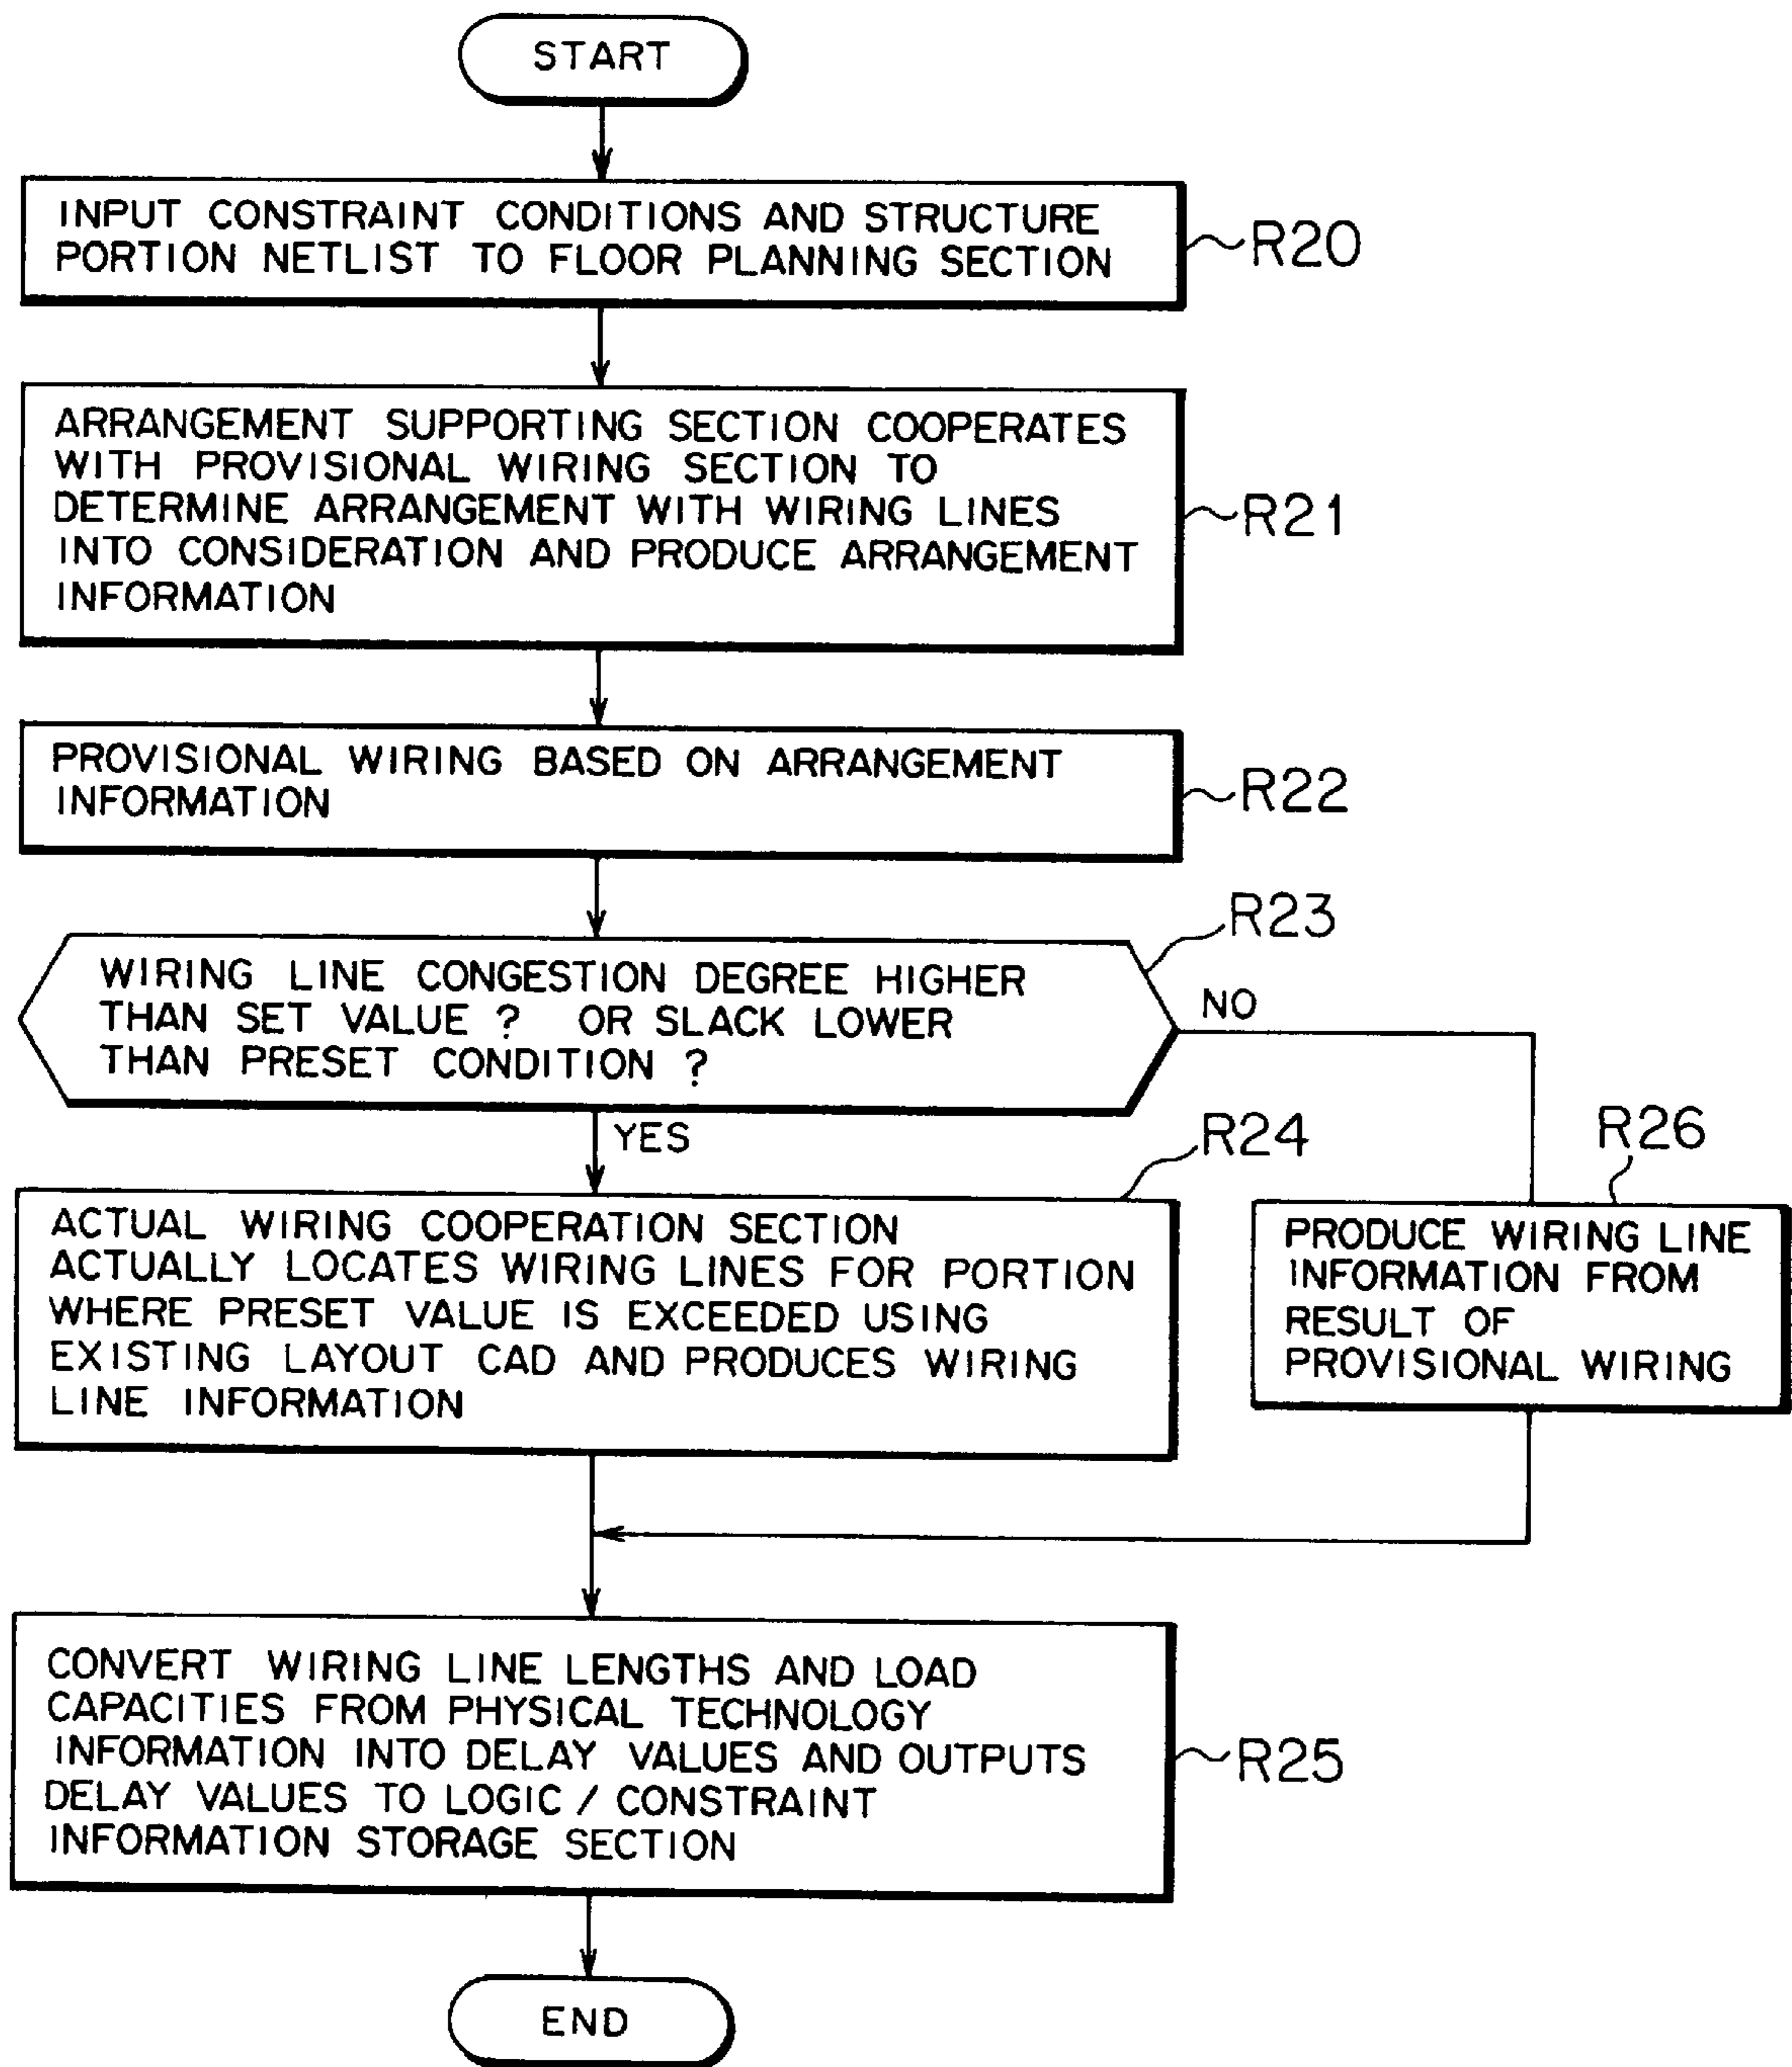 START
INPUT CONSTRAINT CONDITIONS AND STRUCTURE
PORTION NETLIST TO FLOOR PLANNING SECTION
R20
ARRANGEMENT SUPPORTING SECTION COOPERATES
WITH PROVISIONAL WIRING SECTION TO
DETERMINE ARRANGEMENT WITH WIRING LINES
INTO CONSIDERATION AND PRODUCE ARRANGEMENT
INFORMATION
R21
PROVISIONAL WIRING BASED ON ARRANGEMENT
INFORMATION
R22
R23
WIRING LINE CONGESTION DEGREE HIGHER
THAN SET VALUE ? OR SLACK LOWER
THAN PRESET CONDITION ?
NO
YES
R24
ACTUAL WIRING COOPERATION SECTION
ACTUALLY LOCATES WIRING LINES FOR PORTION
WHERE PRESET VALUE IS EXCEEDED USING
EXISTING LAYOUT CAD AND PRODUCES WIRING
LINE INFORMATION
R26
PRODUCE WIRING LINE
INFORMATION FROM
RESULT OF
PROVISIONAL WIRING
CONVERT WIRING LINE LENGTHS AND LOAD
CAPACITIES FROM PHYSICAL TECHNOLOGY
INFORMATION INTO DELAY VALUES AND OUTPUTS
DELAY VALUES TO LOGIC / CONSTRAINT
INFORMATION STORAGE SECTION
R25
END